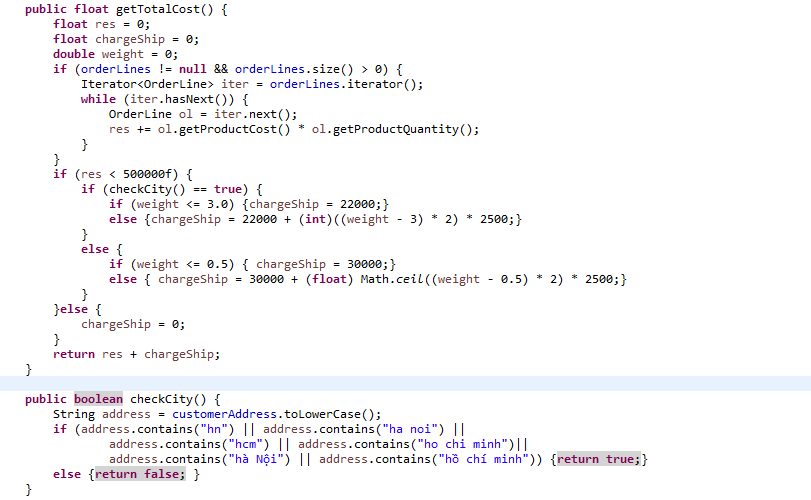 public float getTotalCost() {
float res = 0;
float chargeShip = 0;
double weight = 0;
if (orderLines != null && orderLines.size() > 0) {
Iterator<OrderLine> iter = orderLines.iterator();
while (iter.hasNext()) {
OrderLine ol = iter.next();
res += ol.getProductCost() * ol.getProductQuantity();
}
}
if (res < 500000f) {
if (checkCity() == true) {
if (weight <= 3.0) {chargeShip = 22000;}
else {chargeShip = 22000 + (int)((weight - 3) * 2) * 2500;}
}
else {
if (weight <= 0.5) { chargeShip = 30000;}
else { chargeShip = 30000 + (float) Math.ceil((weight - 0.5) * 2) * 2500;}
}
}else {
chargeShip = 0;
}
return res + chargeShip;
}
public boolean checkCity() {
String address = customerAddress.toLowerCase();
if (address.contains("hn") || address.contains("ha noi") ||
address.contains("hcm") || address.contains("ho chi minh")||
address.contains("hà Nội") || address.contains("hồ chí minh")) {return true;}
else {return false; }
}